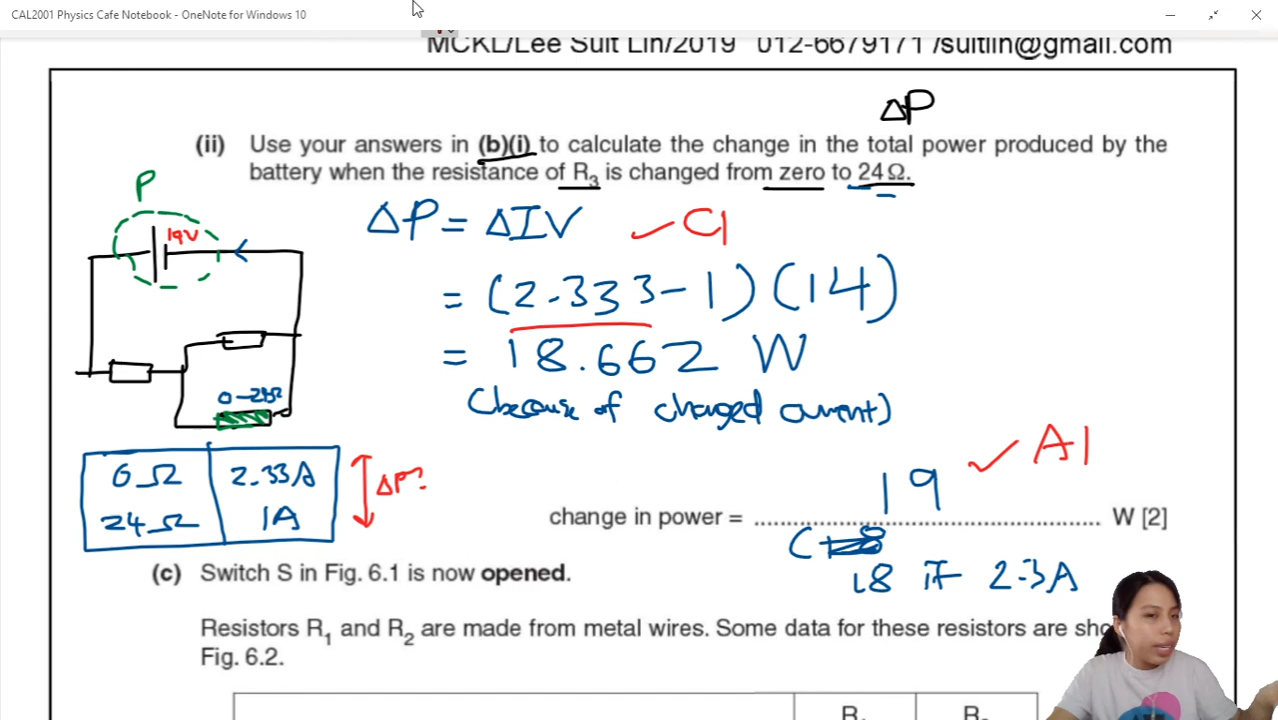 CAL2001 Physics Cafe Notebook - OneNote for Windows 10
MCKL/Lee Suit Lin/2019 012-6679171 /suitlin@gmail.com
ΔP
(ii) Use your answers in (b)(i) to calculate the change in the total power produced by the
battery when the resistance of R3 is changed from zero to 24Ω.
P
19V
ΔP = ΔIV ✓ C1
= (2.333 - 1)(14)
= 18.662 W
(because of changed current)
0-24Ω
0Ω 2.33A
24Ω 1A
ΔP?
19 ✓ A1
change in power = ........ W [2]
18 if 2.3A
(c) Switch S in Fig. 6.1 is now opened.
Resistors R1 and R2 are made from metal wires. Some data for these resistors are sho
Fig. 6.2.